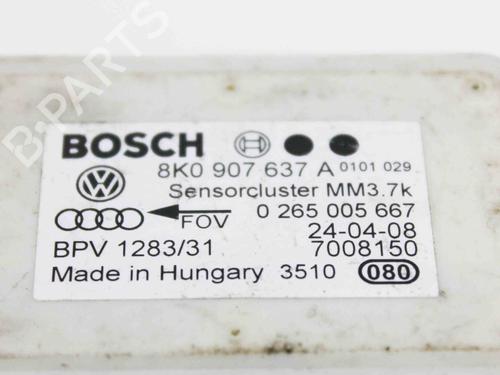 BOSCH
8K0 907 637 A 0101 029
Sensorcluster MM3.7k
FOV 0 265 005 667
24-04-08
BPV 1283/31 7008150
Made in Hungary 3510 080
B-PARTS